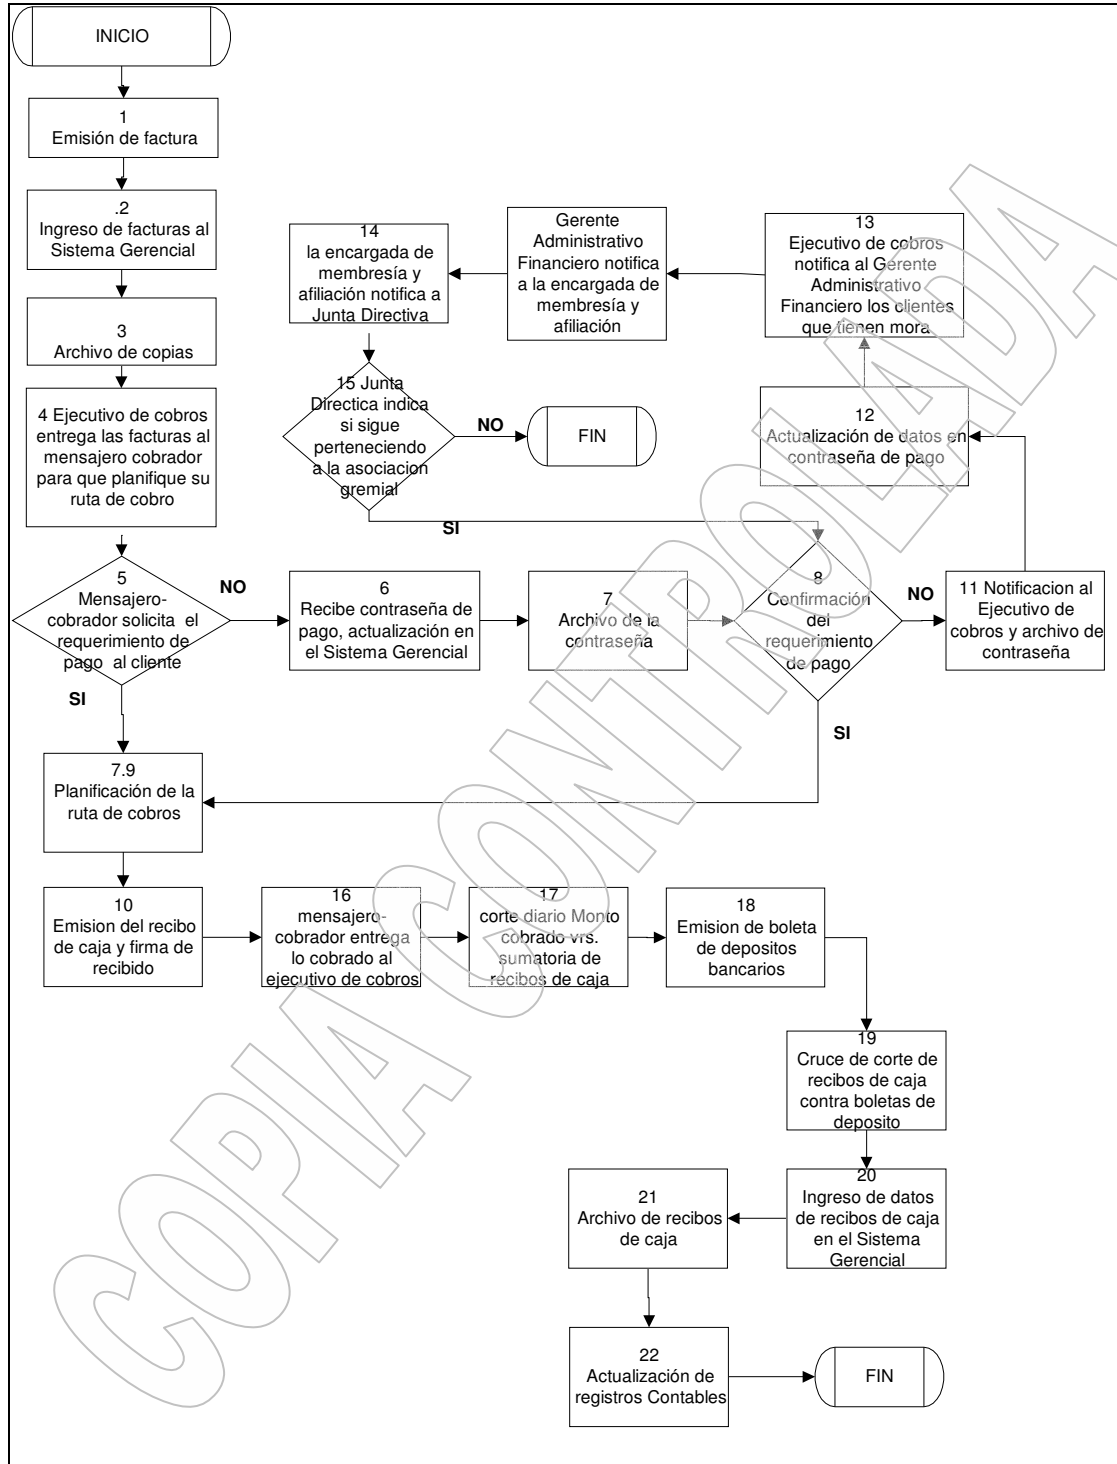 INICIO
1
Emisión de factura
.2
Ingreso de facturas al
Sistema Gerencial
3
Archivo de copias
4 Ejecutivo de cobros
entrega las facturas al
mensajero cobrador
para que planifique su
ruta de cobro
5
Mensajero-
cobrador solicita el
requerimiento de
pago al cliente
NO
SI
6
Recibe contraseña de
pago, actualización en
el Sistema Gerencial
7
Archivo de la
contraseña
8
Confirmación
del
requerimiento
de pago
NO
SI
11 Notificacion al
Ejecutivo de
cobros y archivo de
contraseña
12
Actualización de datos en
contraseña de pago
13
Ejecutivo de cobros
notifica al Gerente
Administrativo
Financiero los clientes
que tienen mora.
Gerente
Administrativo
Financiero notifica
a la encargada de
membresía y
afiliación
14
la encargada de
membresía y
afiliación notifica a
Junta Directiva
15 Junta
Directica indica
si sigue
perteneciendo
a la asociacion
gremial
NO
FIN
SI
7.9
Planificación de la
ruta de cobros
10
Emision del recibo
de caja y firma de
recibido
16
mensajero-
cobrador entrega
lo cobrado al
ejecutivo de cobros
17
corte diario Monto
cobrado vrs.
sumatoria de
recibos de caja
18
Emision de boleta
de depositos
bancarios
19
Cruce de corte de
recibos de caja
contra boletas de
deposito
20
Ingreso de datos
de recibos de caja
en el Sistema
Gerencial
21
Archivo de recibos
de caja
22
Actualización de
registros Contables
FIN
COPIA CONTROLADA